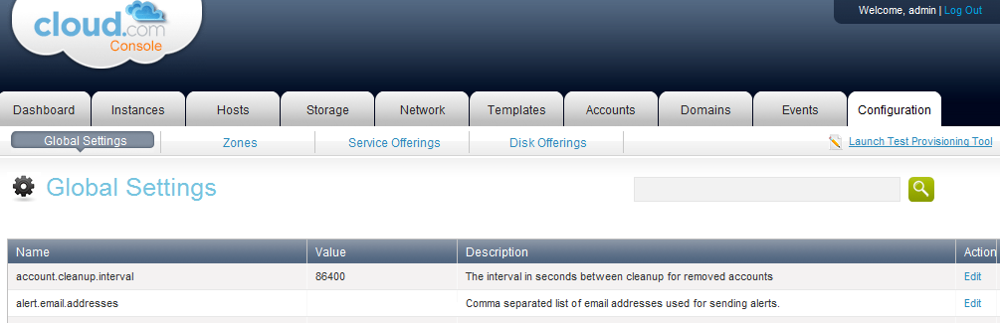 Welcome, admin | Log Out
cloud.com
Console
Dashboard Instances Hosts Storage Network Templates Accounts Domains Events Configuration
Global Settings Zones Service Offerings Disk Offerings Launch Test Provisioning Tool
Global Settings
Name Value Description Action
account.cleanup.interval 86400 The interval in seconds between cleanup for removed accounts Edit
alert.email.addresses Comma separated list of email addresses used for sending alerts. Edit